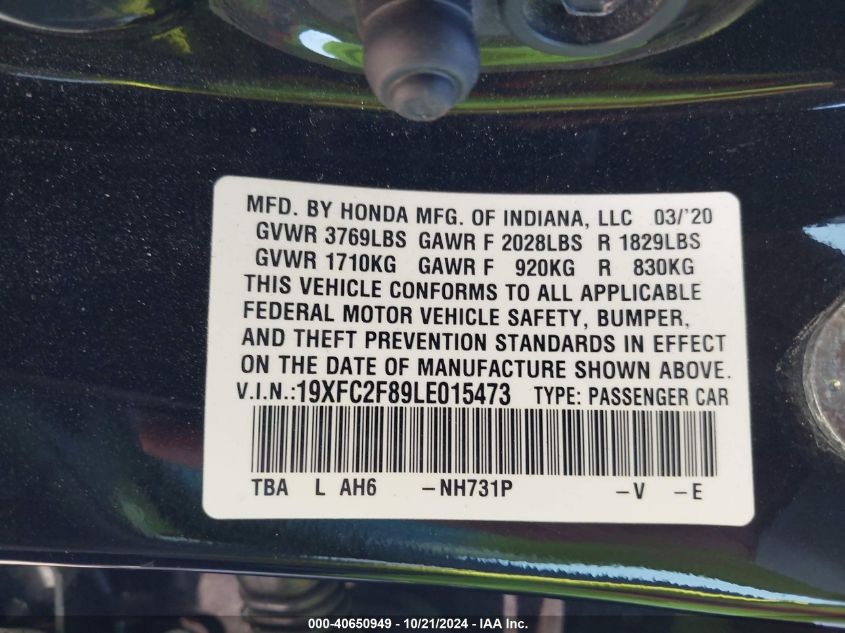 MFD. BY HONDA MFG. OF INDIANA, LLC 03/'20
GVWR 3769LBS GAWR F 2028LBS R 1829LBS
GVWR 1710KG GAWR F 920KG R 830KG
THIS VEHICLE CONFORMS TO ALL APPLICABLE
FEDERAL MOTOR VEHICLE SAFETY, BUMPER,
AND THEFT PREVENTION STANDARDS IN EFFECT
ON THE DATE OF MANUFACTURE SHOWN ABOVE.
V.I.N.:19XFC2F89LE015473 TYPE: PASSENGER CAR
TBA L AH6 –NH731P –V –E
000-40650949 - 10/21/2024 - IAA Inc.